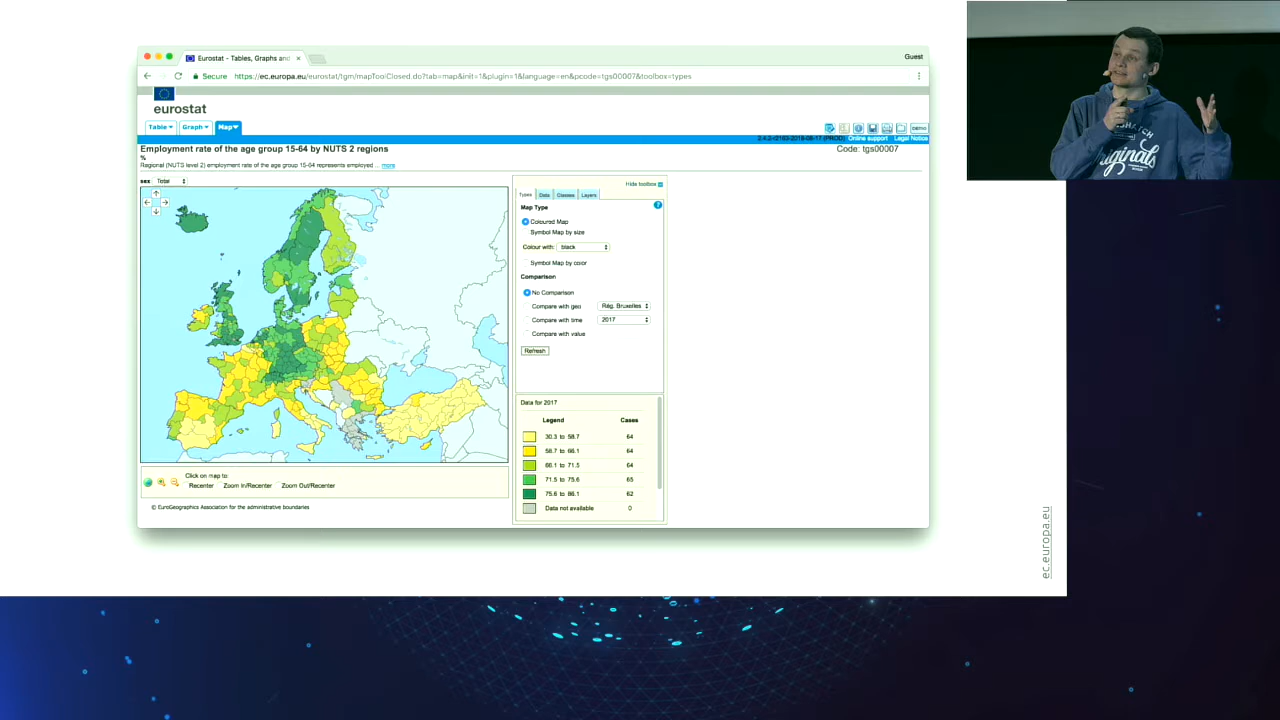 Eurostat - Tables, Graphs and
Guest
Secure
https://ec.europa.eu/eurostat/tgm/mapToolClosed.do?tab=map&init=1&plugin=1&language=en&pcode=tgs00007&toolbox=types
eurostat
Table
Graph
Map
DEMO
Online support
Legal Notice
Employment rate of the age group 15-64 by NUTS 2 regions
Code: tgs00007
%
Regional (NUTS level 2) employment rate of the age group 15-64 represents employed ... more
sex
Total
Hide toolbox
Types
Data
Classes
Layers
Map Type
Coloured Map
Symbol Map by size
Colour with:
black
Symbol Map by color
Comparison
No Comparison
Compare with geo
Rég. Bruxelles
Compare with time
2017
Compare with value
Refresh
Data for 2017
Legend
Cases
30.3 to 58.7
64
58.7 to 66.1
64
66.1 to 71.5
64
71.5 to 75.6
65
75.6 to 86.1
62
Data not available
0
Click on map to:
Recenter
Zoom In/Recenter
Zoom Out/Recenter
© EuroGeographics Association for the administrative boundaries
ec.europa.eu
Originals